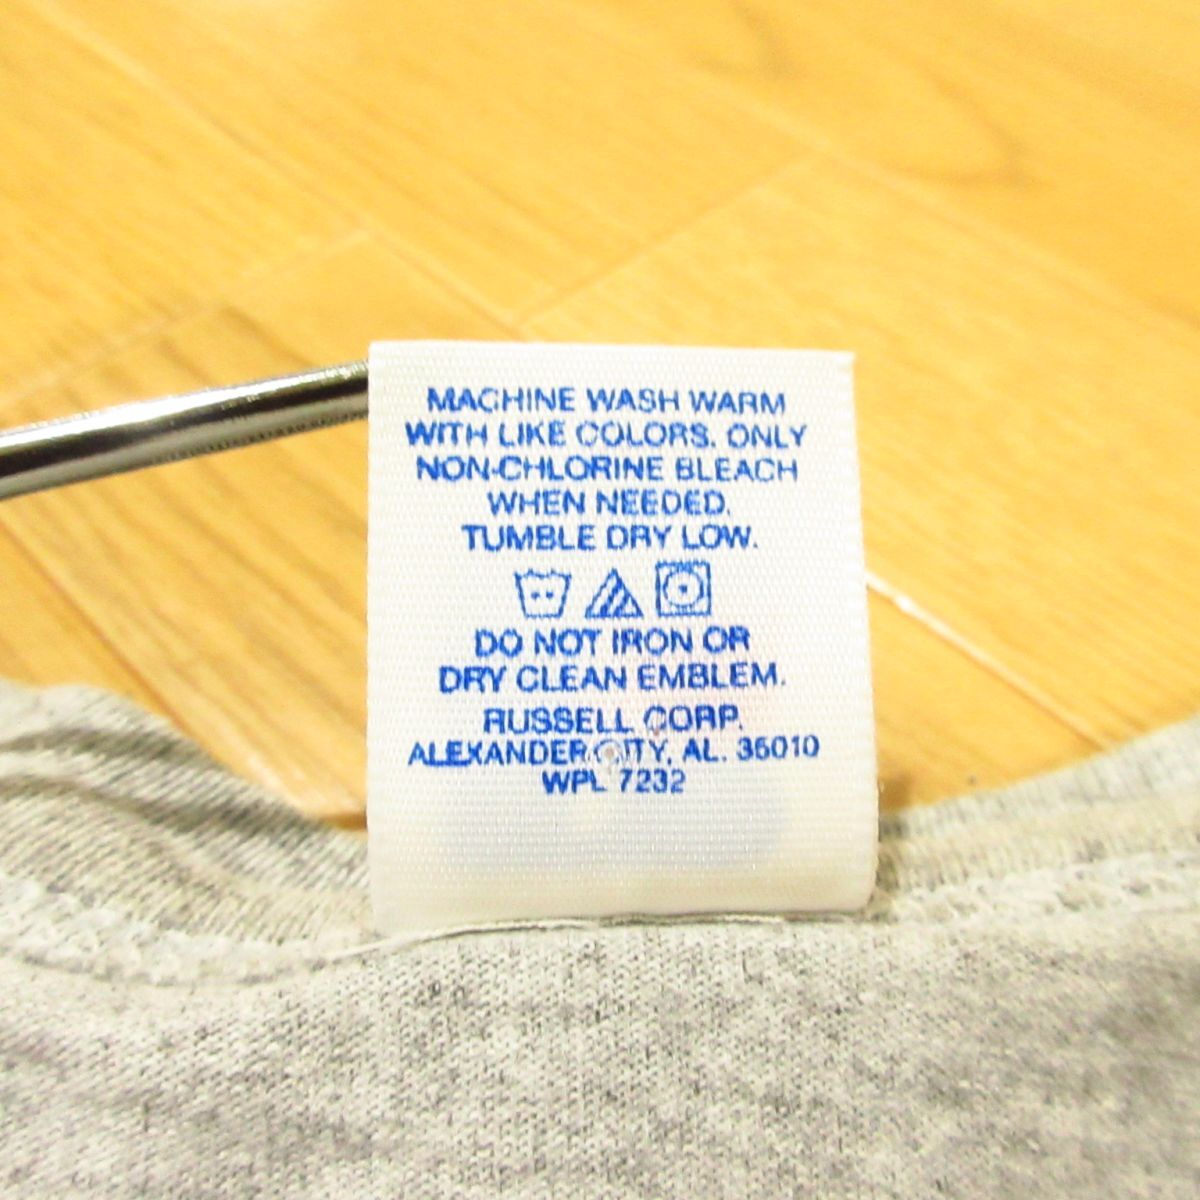 MACHINE WASH WARM
WITH LIKE COLORS. ONLY
NON-CHLORINE BLEACH
WHEN NEEDED.
TUMBLE DRY LOW.
DO NOT IRON OR
DRY CLEAN EMBLEM.
RUSSELL CORP.
ALEXANDER CITY, AL. 35010
WPL 7232